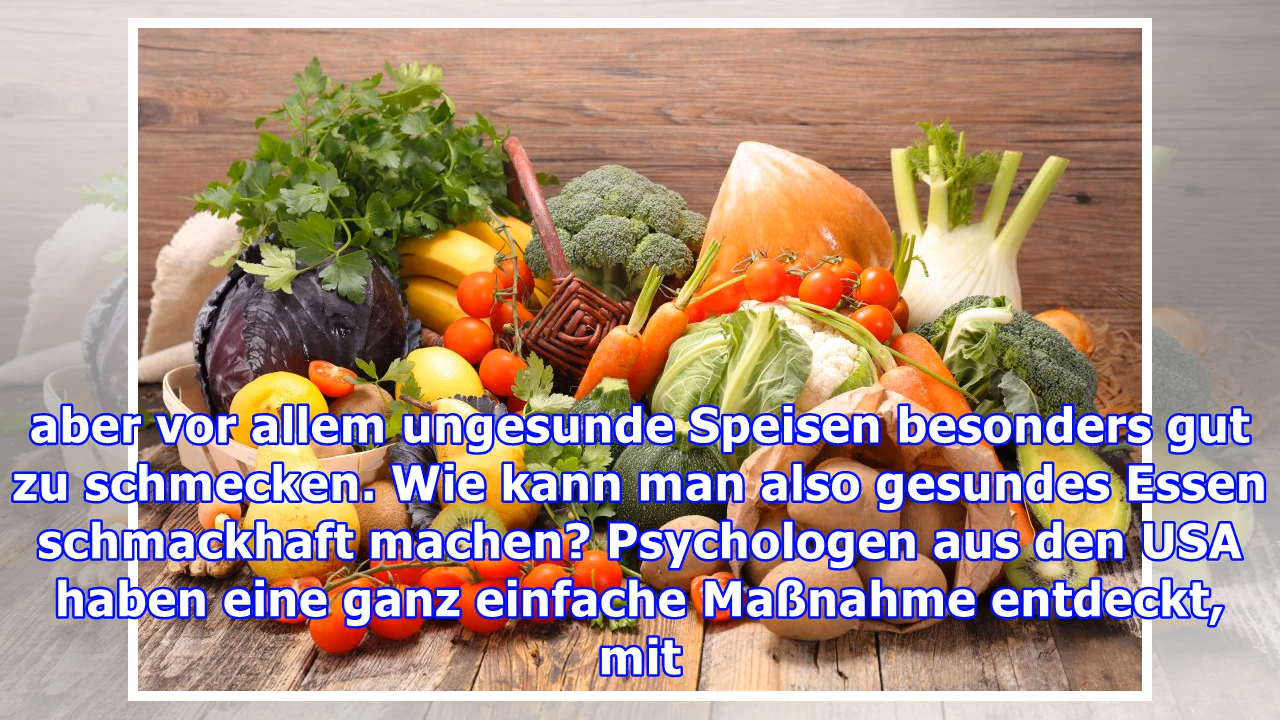 aber vor allem ungesunde Speisen besonders gut
zu schmecken. Wie kann man also gesundes Essen
schmackhaft machen? Psychologen aus den USA
haben eine ganz einfache Maßnahme entdeckt,
mit